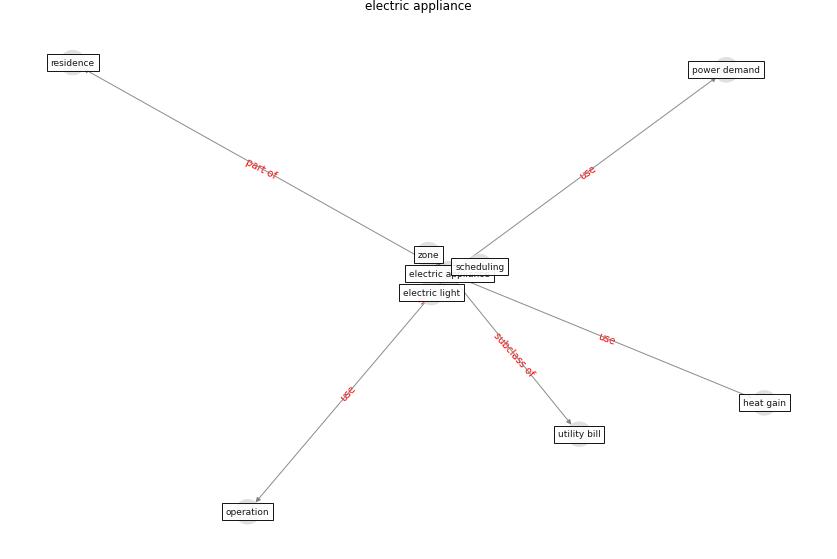 electric appliance
residence
power demand
part of
use
zone
scheduling
electric
electric light
use
subclass of
use
heat gain
utility bill
operation